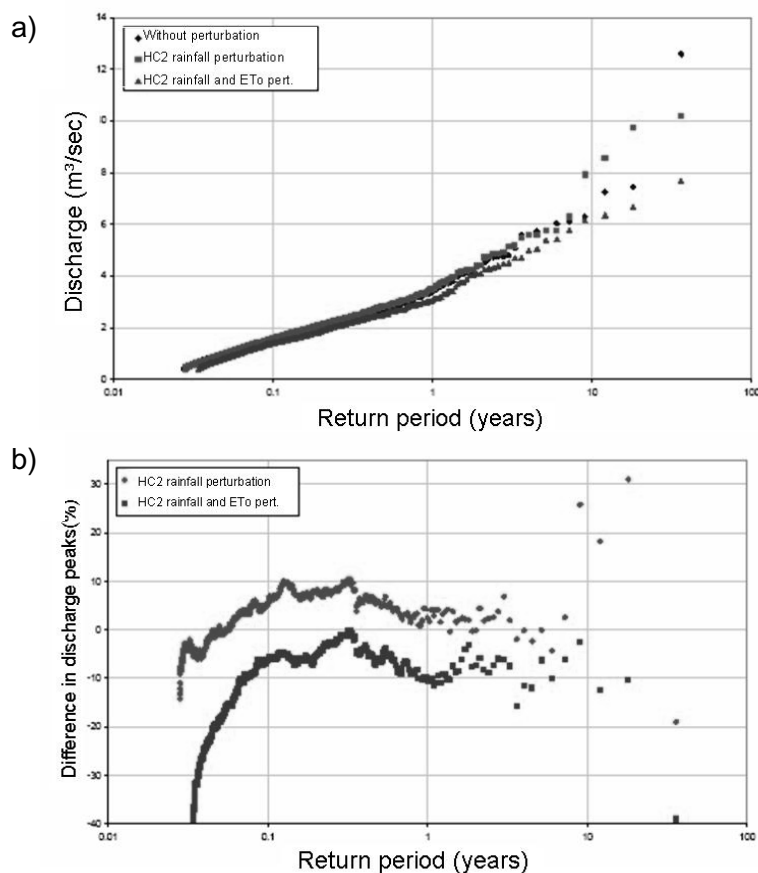 a)
Without perturbation
HC2 rainfall perturbation
HC2 rainfall and ETo pert.
Discharge (m³/sec)
14
12
10
8
6
4
2
0
0.01
0.1
1
10
100
Return period (years)
b)
HC2 rainfall perturbation
HC2 rainfall and ETo pert.
Difference in discharge peaks(%)
30
20
10
0
-10
-20
-30
-40
0.01
0.1
1
10
100
Return period (years)